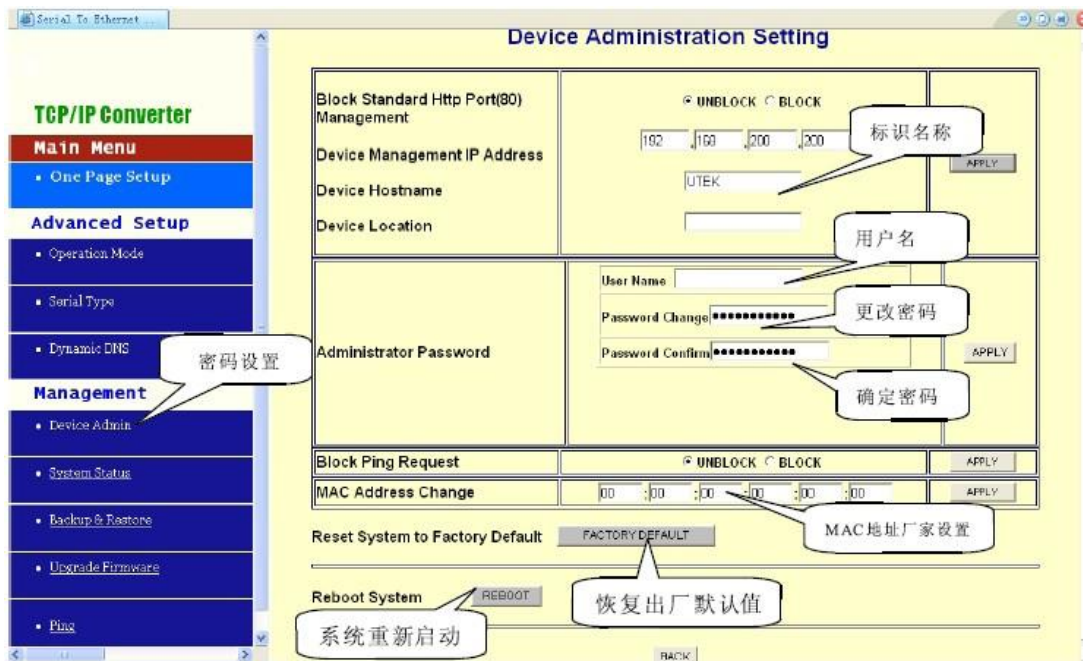 Serial To Ethernet ...
Device Administration Setting
TCP/IP Converter
Main Menu
One Page Setup
Advanced Setup
Operation Mode
Serial Type
Dynamic DNS
密码设置
Management
Device Admin
System Status
Backup & Restore
Upgrade Firmware
Ping
Block Standard Http Port(80)
Management
UNBLOCK BLOCK
标识名称
Device Management IP Address
192 .168 .200 .200
APPLY
Device Hostname
UTEK
Device Location
用户名
User Name
Administrator Password
Password Change ●●●●●●●●●●●
更改密码
Password Confirm ●●●●●●●●●●●
APPLY
确定密码
Block Ping Request
UNBLOCK BLOCK
APPLY
MAC Address Change
00 :00 :00 :00 :00 :00
APPLY
MAC地址厂家设置
Reset System to Factory Default
FACTORY DEFAULT
恢复出厂默认值
Reboot System
REBOOT
系统重新启动
BACK